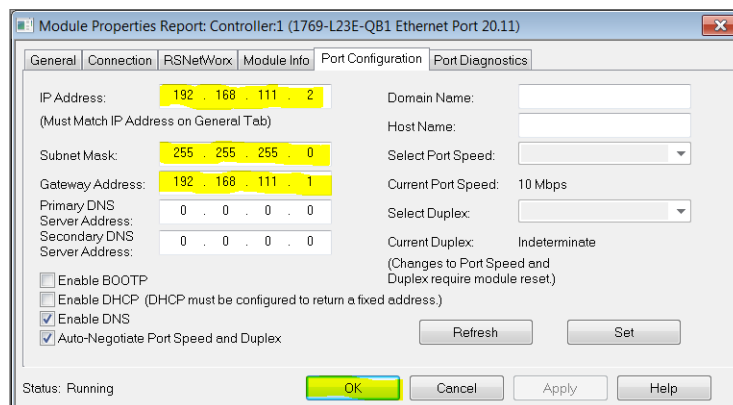 Module Properties Report: Controller:1 (1769-L23E-QB1 Ethernet Port 20.11)
General Connection RSNetWorx Module Info Port Configuration Port Diagnostics
IP Address: 192 . 168 . 111 . 2
(Must Match IP Address on General Tab)
Subnet Mask: 255 . 255 . 255 . 0
Gateway Address: 192 . 168 . 111 . 1
Primary DNS
Server Address: 0 . 0 . 0 . 0
Secondary DNS
Server Address: 0 . 0 . 0 . 0
Domain Name:
Host Name:
Select Port Speed:
Current Port Speed: 10 Mbps
Select Duplex:
Current Duplex: Indeterminate
(Changes to Port Speed and
Duplex require module reset.)
Enable BOOTP
Enable DHCP (DHCP must be configured to return a fixed address.)
Enable DNS
Auto-Negotiate Port Speed and Duplex
Refresh Set
Status: Running OK Cancel Apply Help